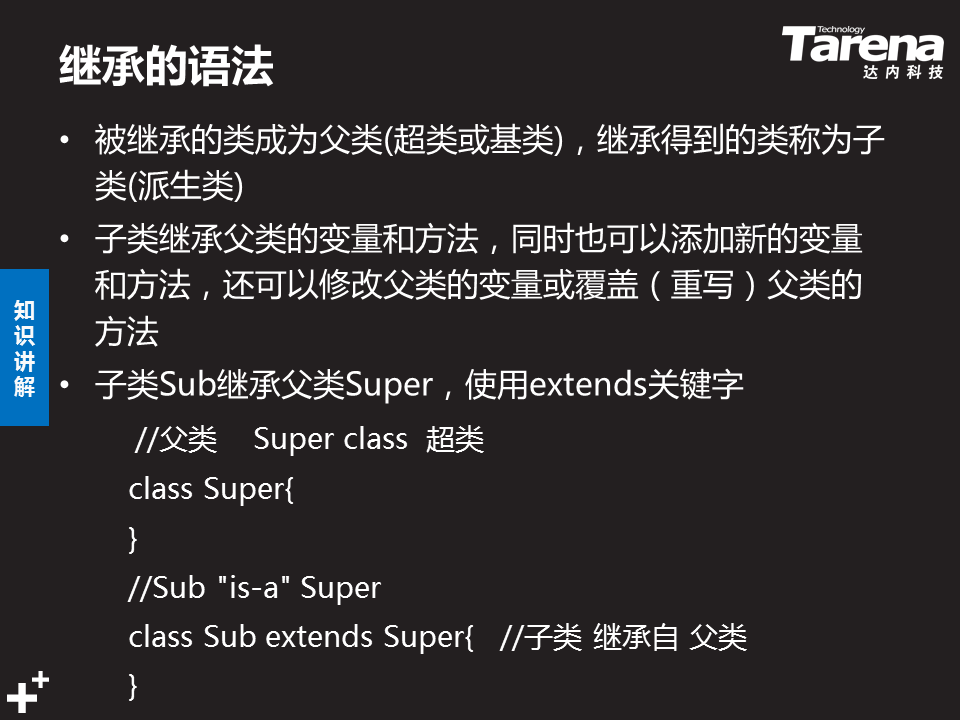 继承的语法
Technology
Tarena
达内科技
• 被继承的类成为父类(超类或基类)，继承得到的类称为子
类(派生类)
• 子类继承父类的变量和方法，同时也可以添加新的变量
和方法，还可以修改父类的变量或覆盖（重写）父类的
方法
• 子类Sub继承父类Super，使用extends关键字
//父类 Super class 超类
class Super{
}
//Sub "is-a" Super
class Sub extends Super{ //子类 继承自 父类
}
知
识
讲
解